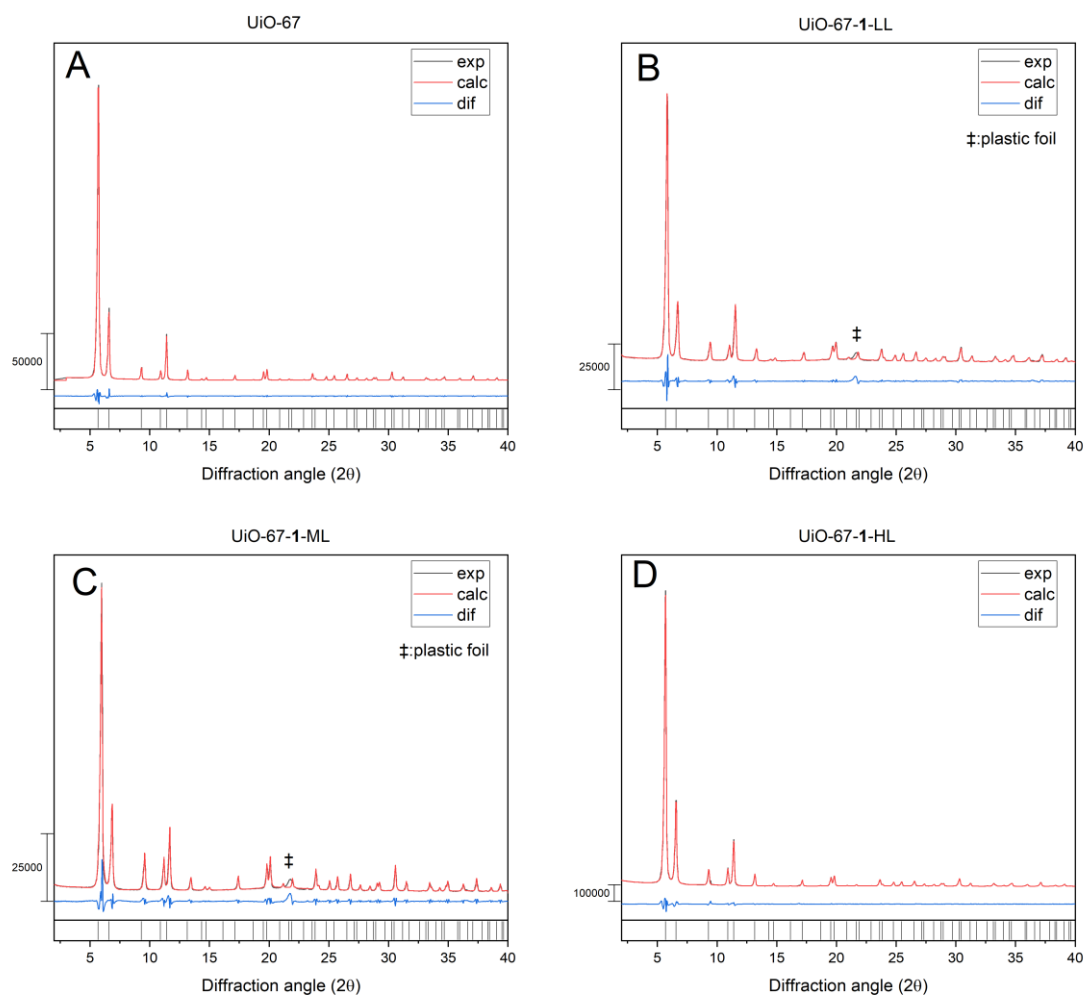 UiO-67
A
exp
calc
dif
50000
5 10 15 20 25 30 35 40
Diffraction angle (2θ)
UiO-67-1-LL
B
exp
calc
dif
‡:plastic foil
‡
25000
5 10 15 20 25 30 35 40
Diffraction angle (2θ)
UiO-67-1-ML
C
exp
calc
dif
‡:plastic foil
‡
25000
5 10 15 20 25 30 35 40
Diffraction angle (2θ)
UiO-67-1-HL
D
exp
calc
dif
100000
5 10 15 20 25 30 35 40
Diffraction angle (2θ)